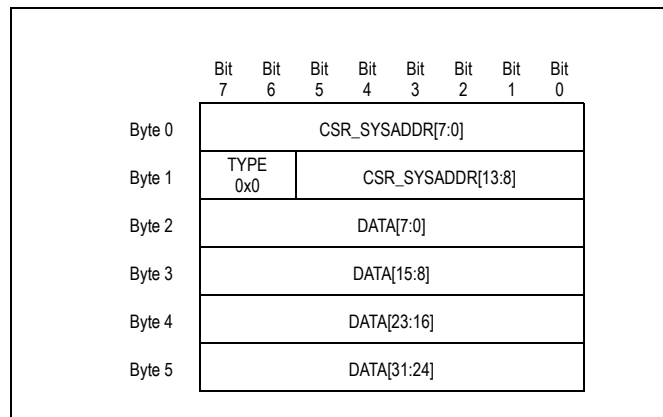 Bit Bit Bit Bit Bit Bit Bit Bit
7 6 5 4 3 2 1 0
Byte 0 CSR_SYSADDR[7:0]
Byte 1 TYPE 0x0 CSR_SYSADDR[13:8]
Byte 2 DATA[7:0]
Byte 3 DATA[15:8]
Byte 4 DATA[23:16]
Byte 5 DATA[31:24]